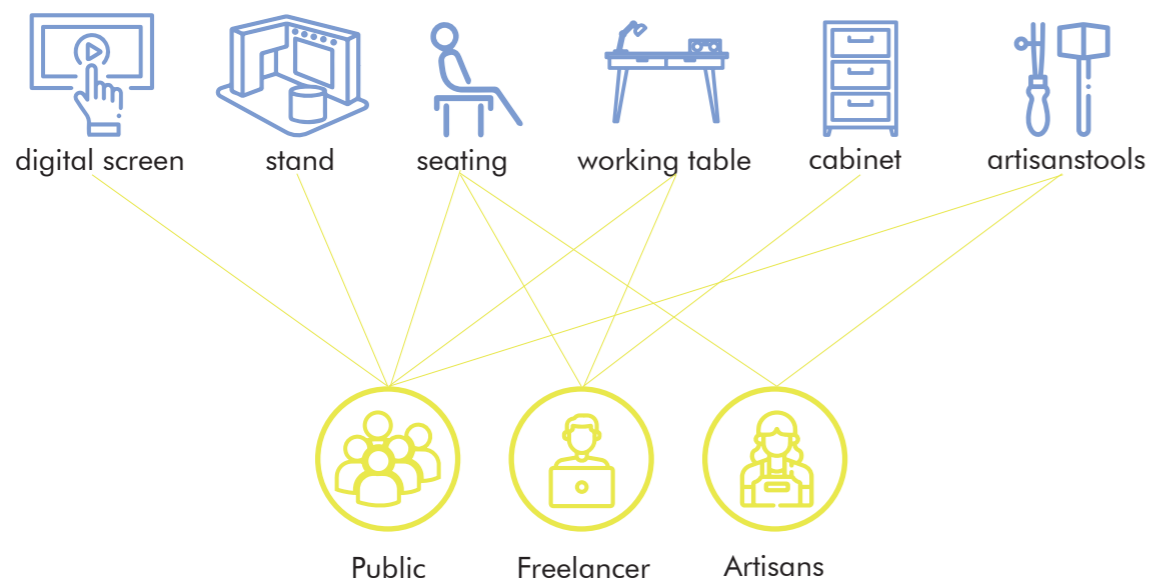 digital screen
stand
seating
working table
cabinet
artisanstools
Public
Freelancer
Artisans